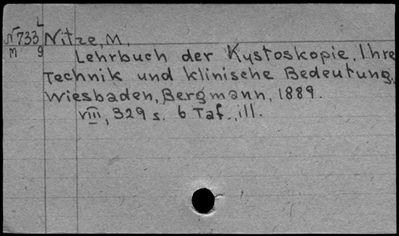 L
N733 Nitze, M.
M 9 Lehrbuch der Kystoskopie. Ihre
Technik und klinische Bedeutung.
Wiesbaden, Bergmann, 1889.
VIII, 329 s. 6 Taf., ill.